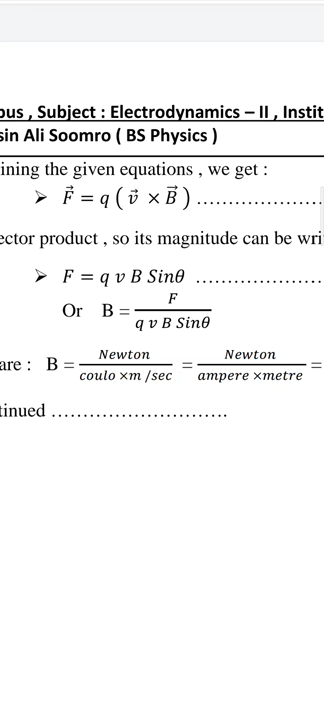 pus , Subject : Electrodynamics – II , Instit
sin Ali Soomro ( BS Physics )
ining the given equations , we get :
➢ F⃗ = q ( v⃗ × B⃗ ) ....................
ector product , so its magnitude can be wri
➢ F = q v B Sinθ ....................
Or B = F / q v B Sinθ
are : B = Newton / coulo ×m /sec = Newton / ampere ×metre =
tinued ............................